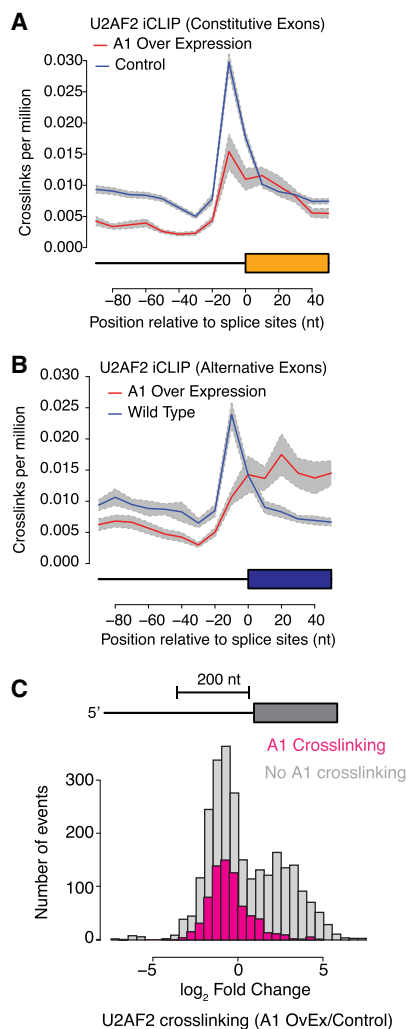 A
U2AF2 iCLIP (Constitutive Exons)
A1 Over Expression
Control
Crosslinks per million
0.030
0.025
0.020
0.015
0.010
0.005
0.000
−80 −60 −40 −20 0 20 40
Position relative to splice sites (nt)
B
U2AF2 iCLIP (Alternative Exons)
A1 Over Expression
Wild Type
Crosslinks per million
0.030
0.025
0.020
0.015
0.010
0.005
0.000
−80 −60 −40 −20 0 20 40
Position relative to splice sites (nt)
C
200 nt
5’
A1 Crosslinking
No A1 crosslinking
Number of events
300
200
100
0
−5 0 5
log2 Fold Change
U2AF2 crosslinking (A1 OvEx/Control)